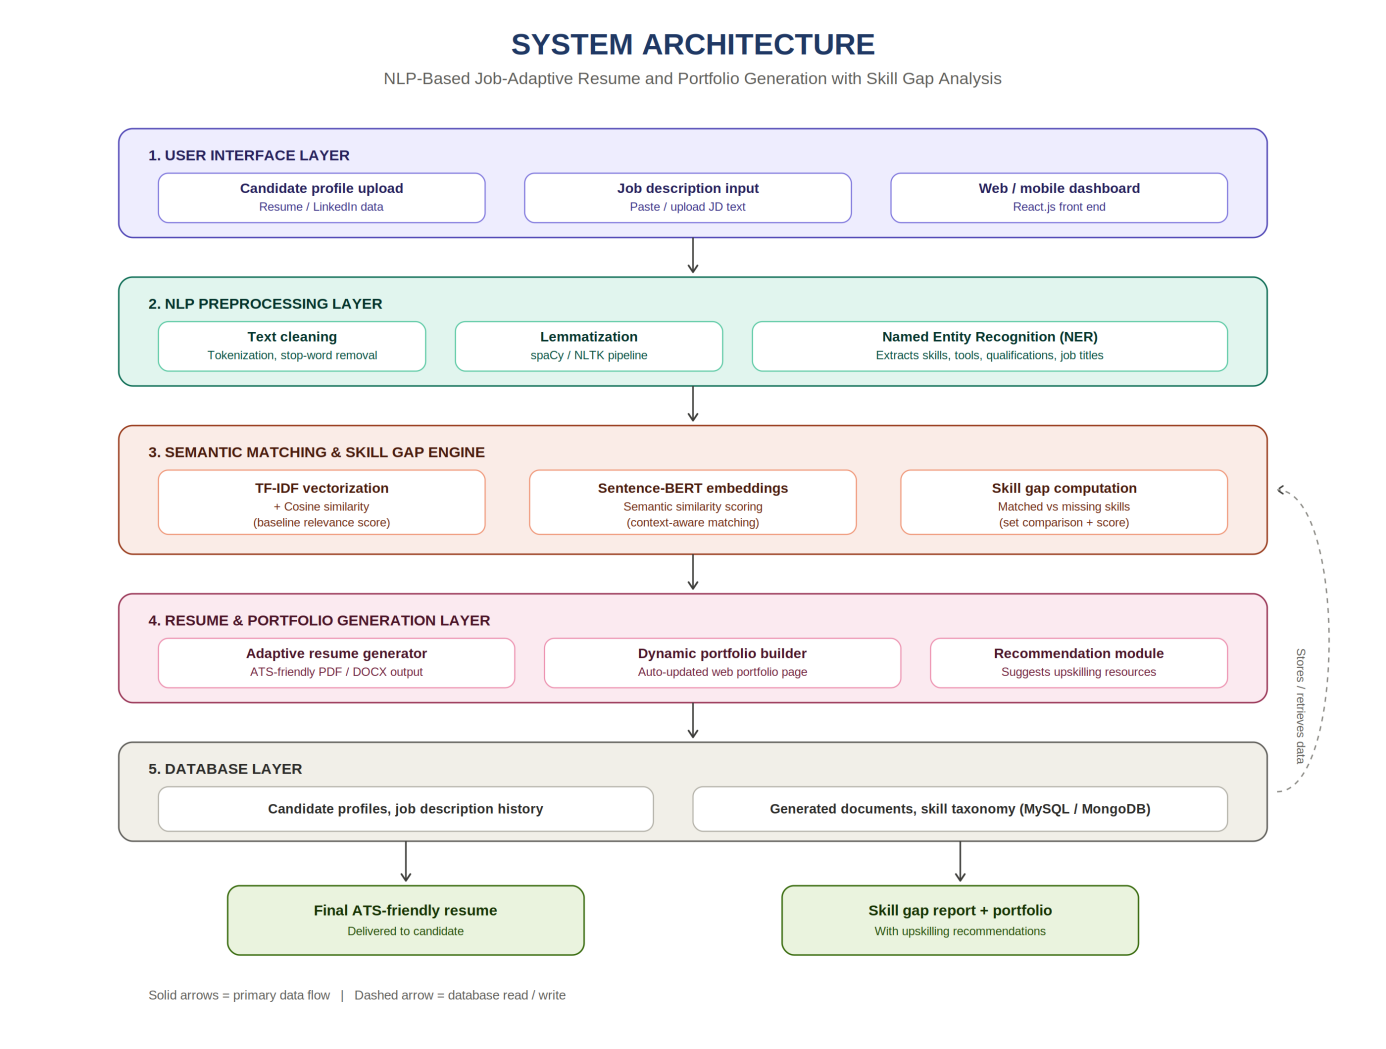 SYSTEM ARCHITECTURE
NLP-Based Job-Adaptive Resume and Portfolio Generation with Skill Gap Analysis
1. USER INTERFACE LAYER
Candidate profile upload
Resume / LinkedIn data
Job description input
Paste / upload JD text
Web / mobile dashboard
React.js front end
2. NLP PREPROCESSING LAYER
Text cleaning
Tokenization, stop-word removal
Lemmatization
spaCy / NLTK pipeline
Named Entity Recognition (NER)
Extracts skills, tools, qualifications, job titles
3. SEMANTIC MATCHING & SKILL GAP ENGINE
TF-IDF vectorization
+ Cosine similarity
(baseline relevance score)
Sentence-BERT embeddings
Semantic similarity scoring
(context-aware matching)
Skill gap computation
Matched vs missing skills
(set comparison + score)
4. RESUME & PORTFOLIO GENERATION LAYER
Adaptive resume generator
ATS-friendly PDF / DOCX output
Dynamic portfolio builder
Auto-updated web portfolio page
Recommendation module
Suggests upskilling resources
Stores / retrieves data
5. DATABASE LAYER
Candidate profiles, job description history
Generated documents, skill taxonomy (MySQL / MongoDB)
Final ATS-friendly resume
Delivered to candidate
Skill gap report + portfolio
With upskilling recommendations
Solid arrows = primary data flow | Dashed arrow = database read / write